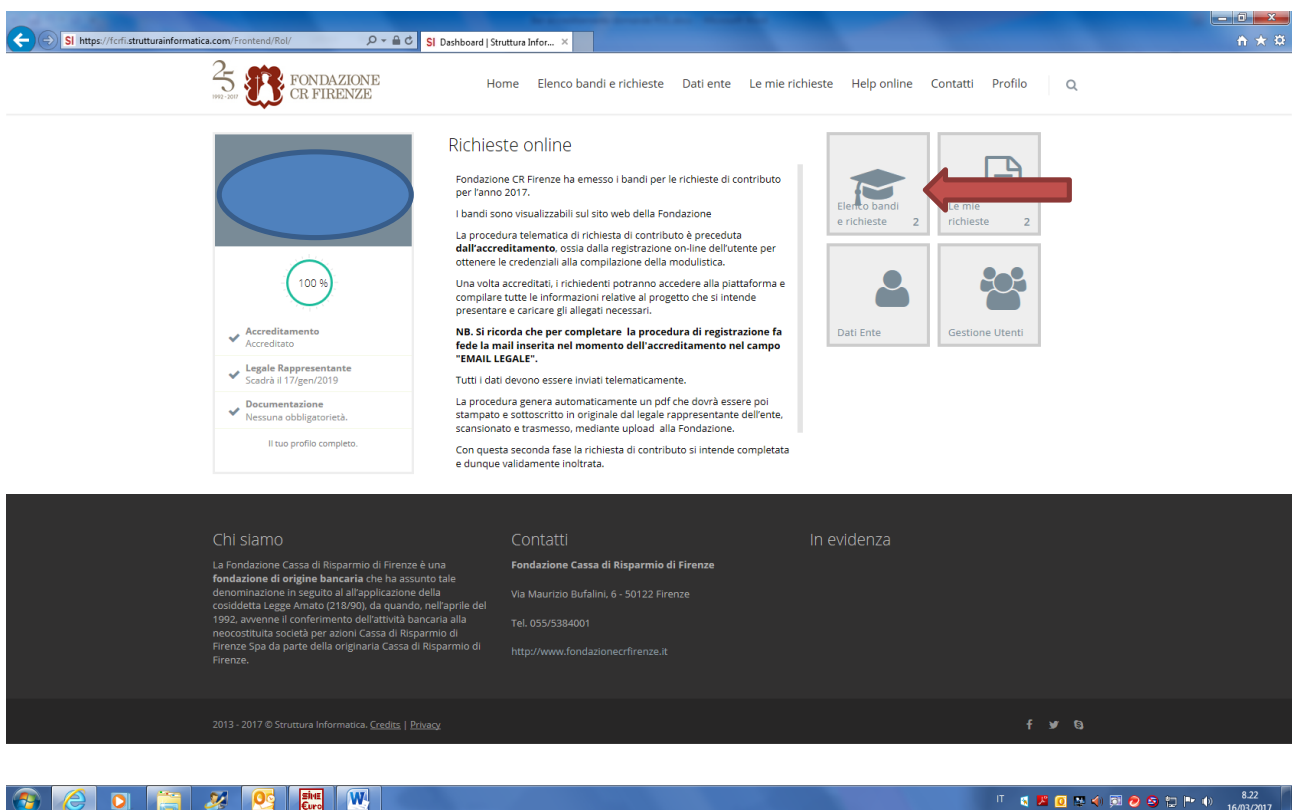 https://fcrfi.strutturainformatica.com/Frontend/Rol/
SI Dashboard | Struttura Infor...
25
1992 - 2017
FONDAZIONE
CR FIRENZE
Home Elenco bandi e richieste Dati ente Le mie richieste Help online Contatti Profilo
100 %
Accreditamento
Accreditato
Legale Rappresentante
Scadrà il 17/gen/2019
Documentazione
Nessuna obbligatorietà.
Il tuo profilo completo.
Richieste online
Fondazione CR Firenze ha emesso i bandi per le richieste di contributo
per l'anno 2017.
I bandi sono visualizzabili sul sito web della Fondazione
La procedura telematica di richiesta di contributo è preceduta
dall'accreditamento, ossia dalla registrazione on-line dell'utente per
ottenere le credenziali alla compilazione della modulistica.
Una volta accreditati, i richiedenti potranno accedere alla piattaforma e
compilare tutte le informazioni relative al progetto che si intende
presentare e caricare gli allegati necessari.
NB. Si ricorda che per completare la procedura di registrazione fa
fede la mail inserita nel momento dell'accreditamento nel campo
"EMAIL LEGALE".
Tutti i dati devono essere inviati telematicamente.
La procedura genera automaticamente un pdf che dovrà essere poi
stampato e sottoscritto in originale dal legale rappresentante dell'ente,
scansionato e trasmesso, mediante upload alla Fondazione.
Con questa seconda fase la richiesta di contributo si intende completata
e dunque validamente inoltrata.
Elenco bandi
e richieste 2
Le mie
richieste 2
Dati Ente
Gestione Utenti
Chi siamo
La Fondazione Cassa di Risparmio di Firenze è una
fondazione di origine bancaria che ha assunto tale
denominazione in seguito al all'applicazione della
cosiddetta Legge Amato (218/90), da quando, nell'aprile del
1992, avvenne il conferimento dell'attività bancaria alla
neocostituita società per azioni Cassa di Risparmio di
Firenze Spa da parte della originaria Cassa di Risparmio di
Firenze.
Contatti
Fondazione Cassa di Risparmio di Firenze
Via Maurizio Bufalini, 6 - 50122 Firenze
Tel. 055/5384001
http://www.fondazionecrfirenze.it
In evidenza
2013 - 2017 © Struttura Informatica. Credits | Privacy
IT
8.22
16/03/2017